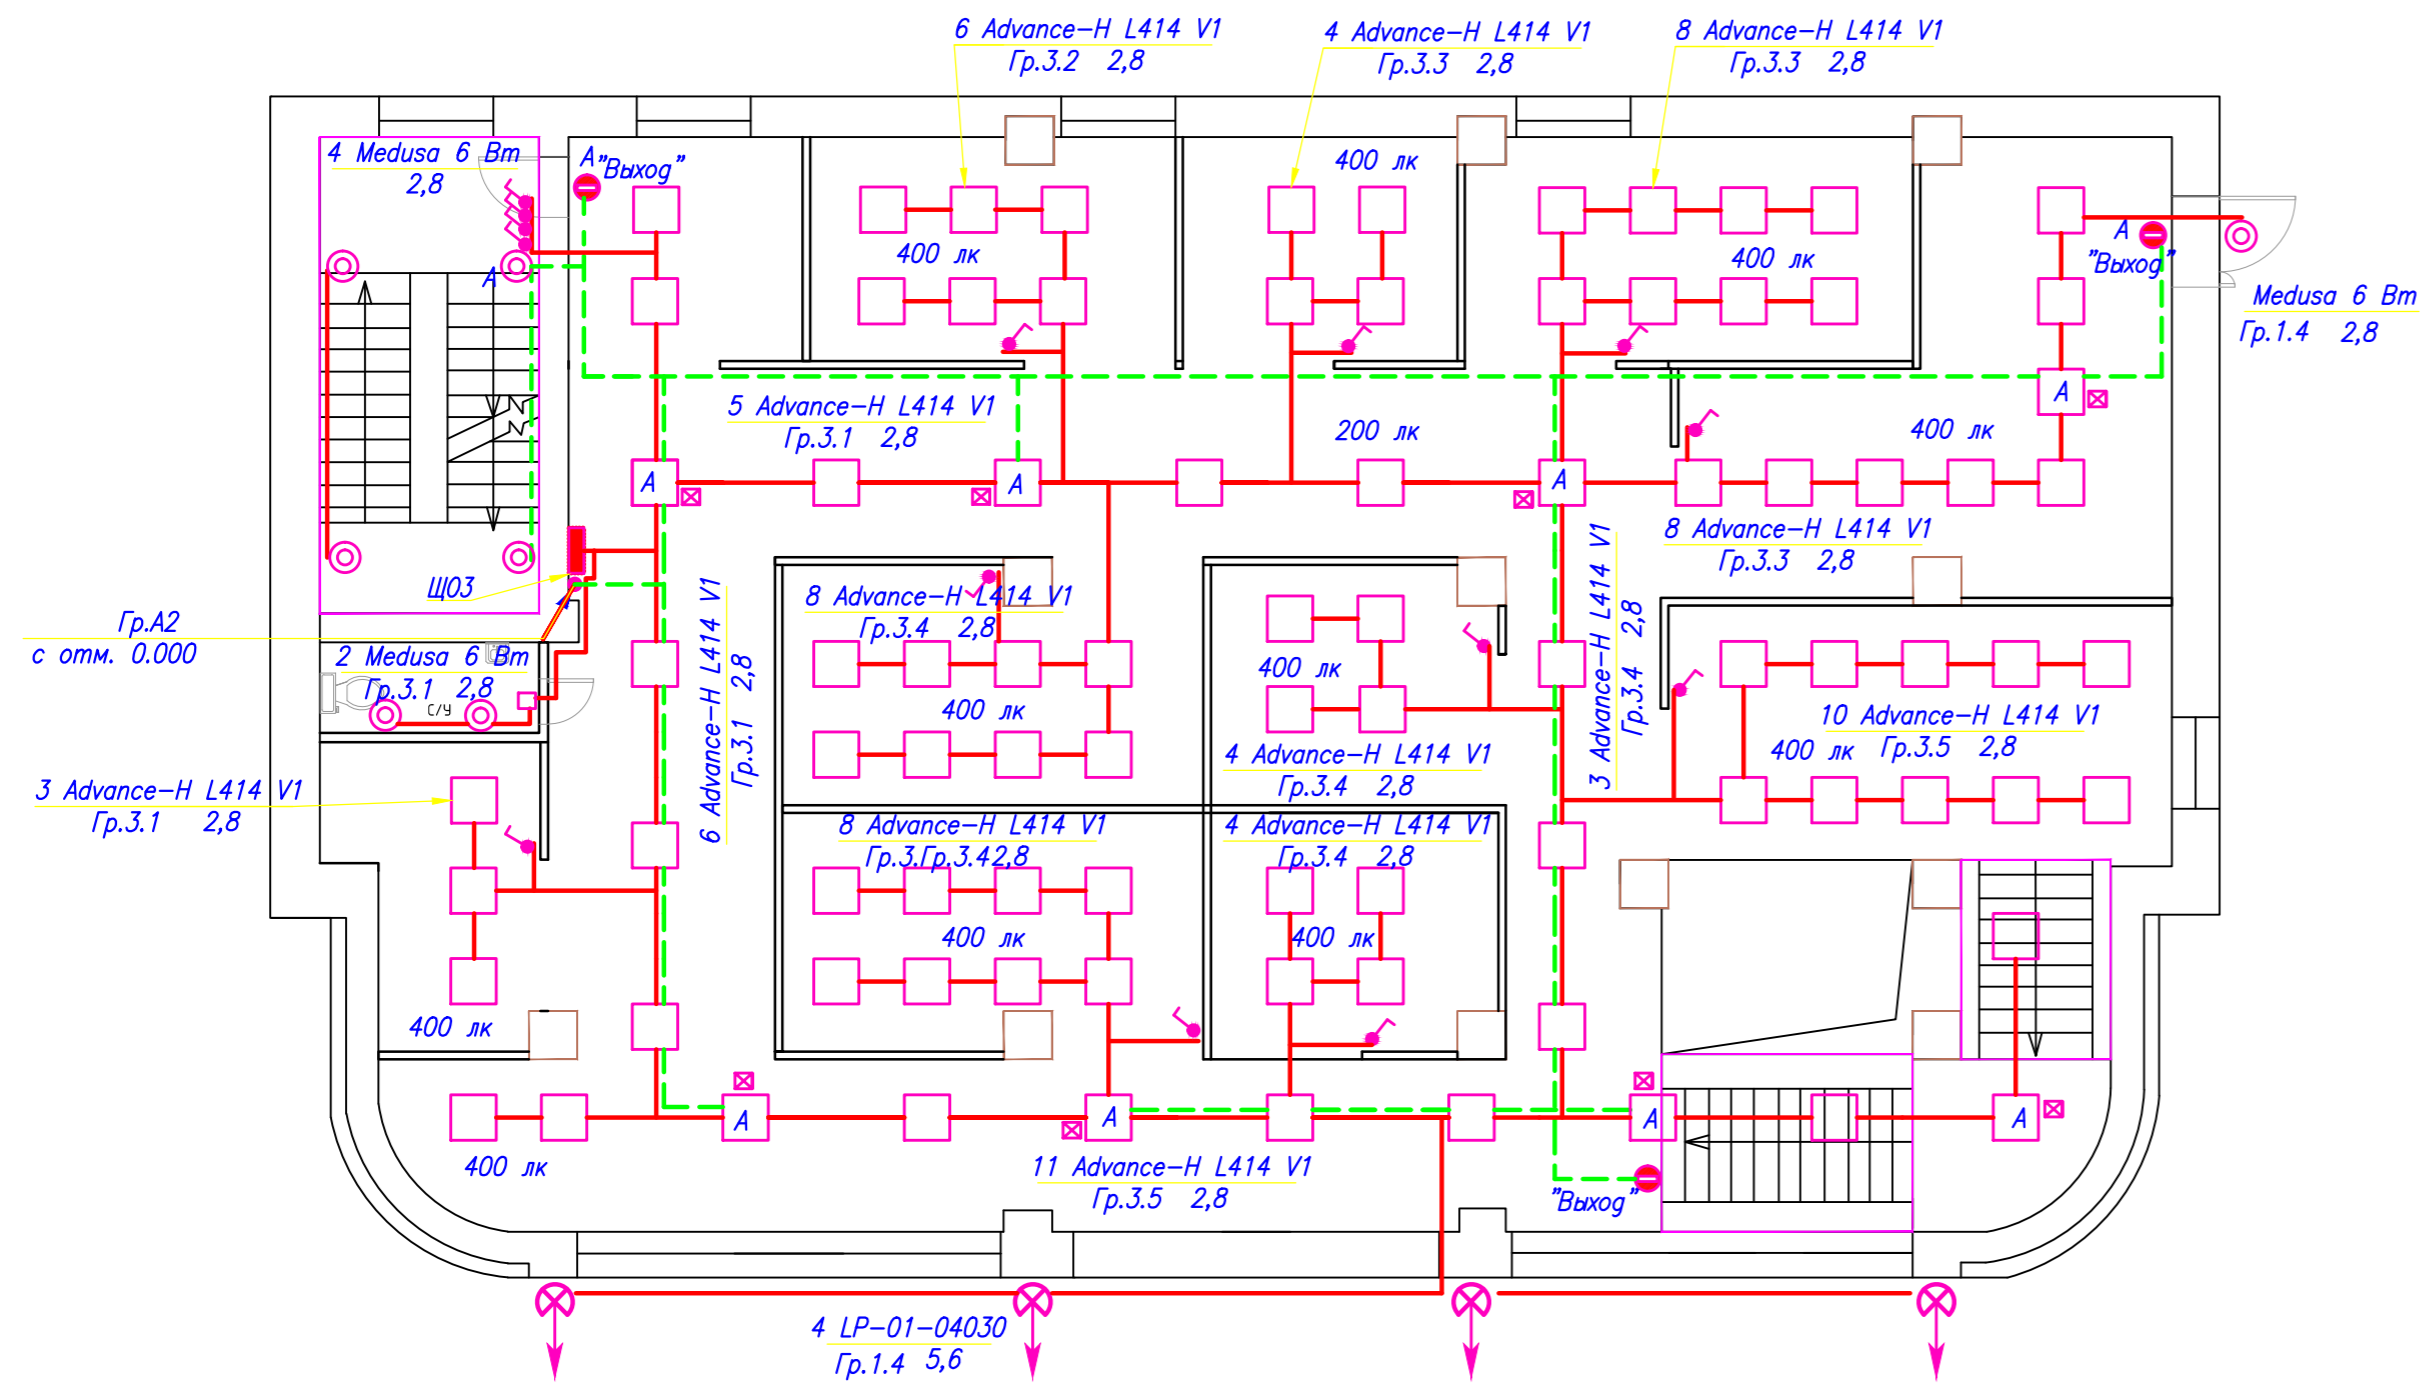 6 Advance-H L414 V1
Гр.3.2 2,8
4 Advance-H L414 V1
Гр.3.3 2,8
8 Advance-H L414 V1
Гр.3.3 2,8
4 Medusa 6 Вт
2,8
А "Выход"
400 лк
400 лк
400 лк
А
А
"Выход"
Medusa 6 Вт
Гр.1.4 2,8
А
5 Advance-H L414 V1
Гр.3.1 2,8
200 лк
400 лк
А
А
А
8 Advance-H L414 V1
Гр.3.3 2,8
ЩО3
Гр.А2
с отм. 0.000
2 Medusa 6 Вт
Гр.3.1 2,8
С/У
6 Advance-H L414 V1
Гр.3.1 2,8
8 Advance-H L414 V1
Гр.3.4 2,8
400 лк
400 лк
4 Advance-H L414 V1
Гр.3.4 2,8
3 Advance-H L414 V1
Гр.3.4 2,8
10 Advance-H L414 V1
400 лк Гр.3.5 2,8
3 Advance-H L414 V1
Гр.3.1 2,8
8 Advance-H L414 V1
Гр.3.Гр.3.42,8
4 Advance-H L414 V1
Гр.3.4 2,8
400 лк
400 лк
400 лк
А
А
А
А
400 лк
11 Advance-H L414 V1
Гр.3.5 2,8
"Выход"
4 LP-01-04030
Гр.1.4 5,6